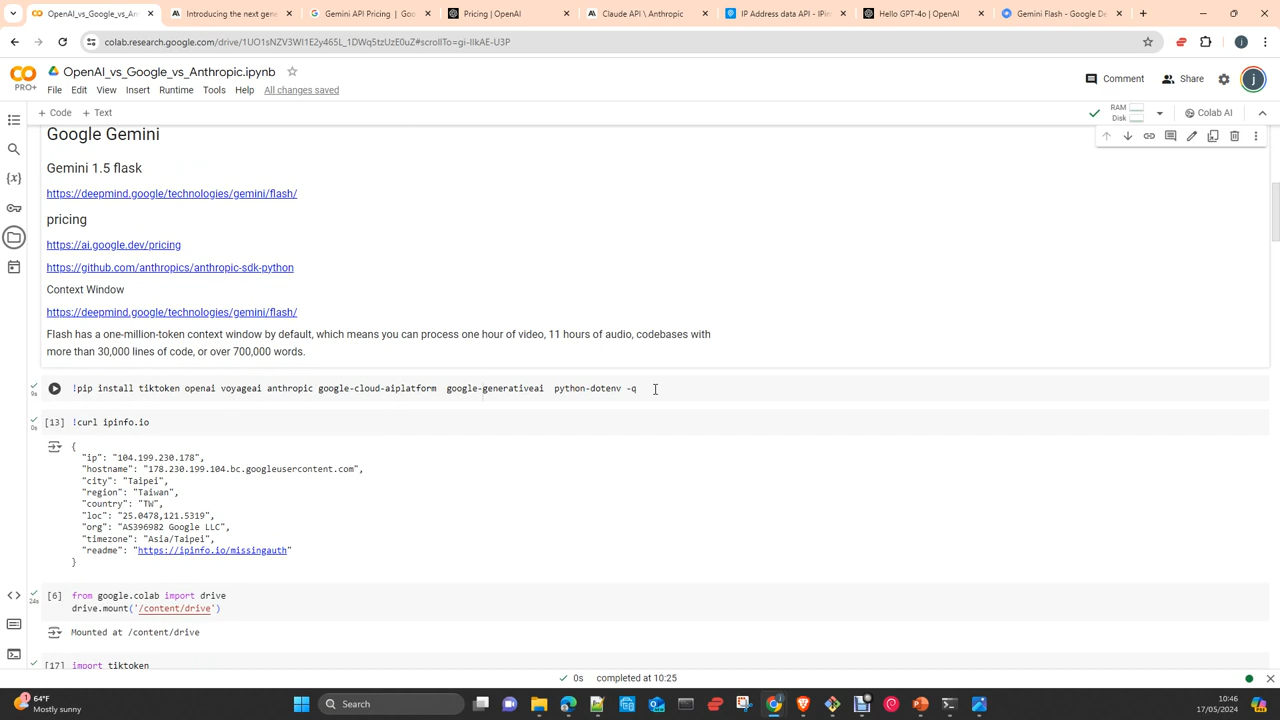 OpenAI_vs_Google_vs_An
Introducing the next gene
Gemini API Pricing | Goo
Pricing | OpenAI
Claude API \ Anthropic
IP Address data API - IPin
Hello GPT-4o | OpenAI
Gemini Flash - Google De
colab.research.google.com/drive/1UO1sNZV3WI1E2y465L_1DWq5tzUzE0uZ#scrollTo=gi-IlkAE-U3P
OpenAI_vs_Google_vs_Anthropic.ipynb
PRO+
File Edit View Insert Runtime Tools Help All changes saved
Comment
Share
j
+ Code + Text
RAM
Disk
Colab AI
Google Gemini
Gemini 1.5 flask
https://deepmind.google/technologies/gemini/flash/
pricing
https://ai.google.dev/pricing
https://github.com/anthropics/anthropic-sdk-python
Context Window
https://deepmind.google/technologies/gemini/flash/
Flash has a one-million-token context window by default, which means you can process one hour of video, 11 hours of audio, codebases with
more than 30,000 lines of code, or over 700,000 words.
9s
!pip install tiktoken openai voyageai anthropic google-cloud-aiplatform google-generativeai python-dotenv -q
0s
[13] !curl ipinfo.io
{
"ip": "104.199.230.178",
"hostname": "178.230.199.104.bc.googleusercontent.com",
"city": "Taipei",
"region": "Taiwan",
"country": "TW",
"loc": "25.0478,121.5319",
"org": "AS396982 Google LLC",
"timezone": "Asia/Taipei",
"readme": "https://ipinfo.io/missingauth"
}
24s
[6] from google.colab import drive
drive.mount('/content/drive')
Mounted at /content/drive
[17] import tiktoken
0s completed at 10:25
64°F
Mostly sunny
Search
10:46
17/05/2024